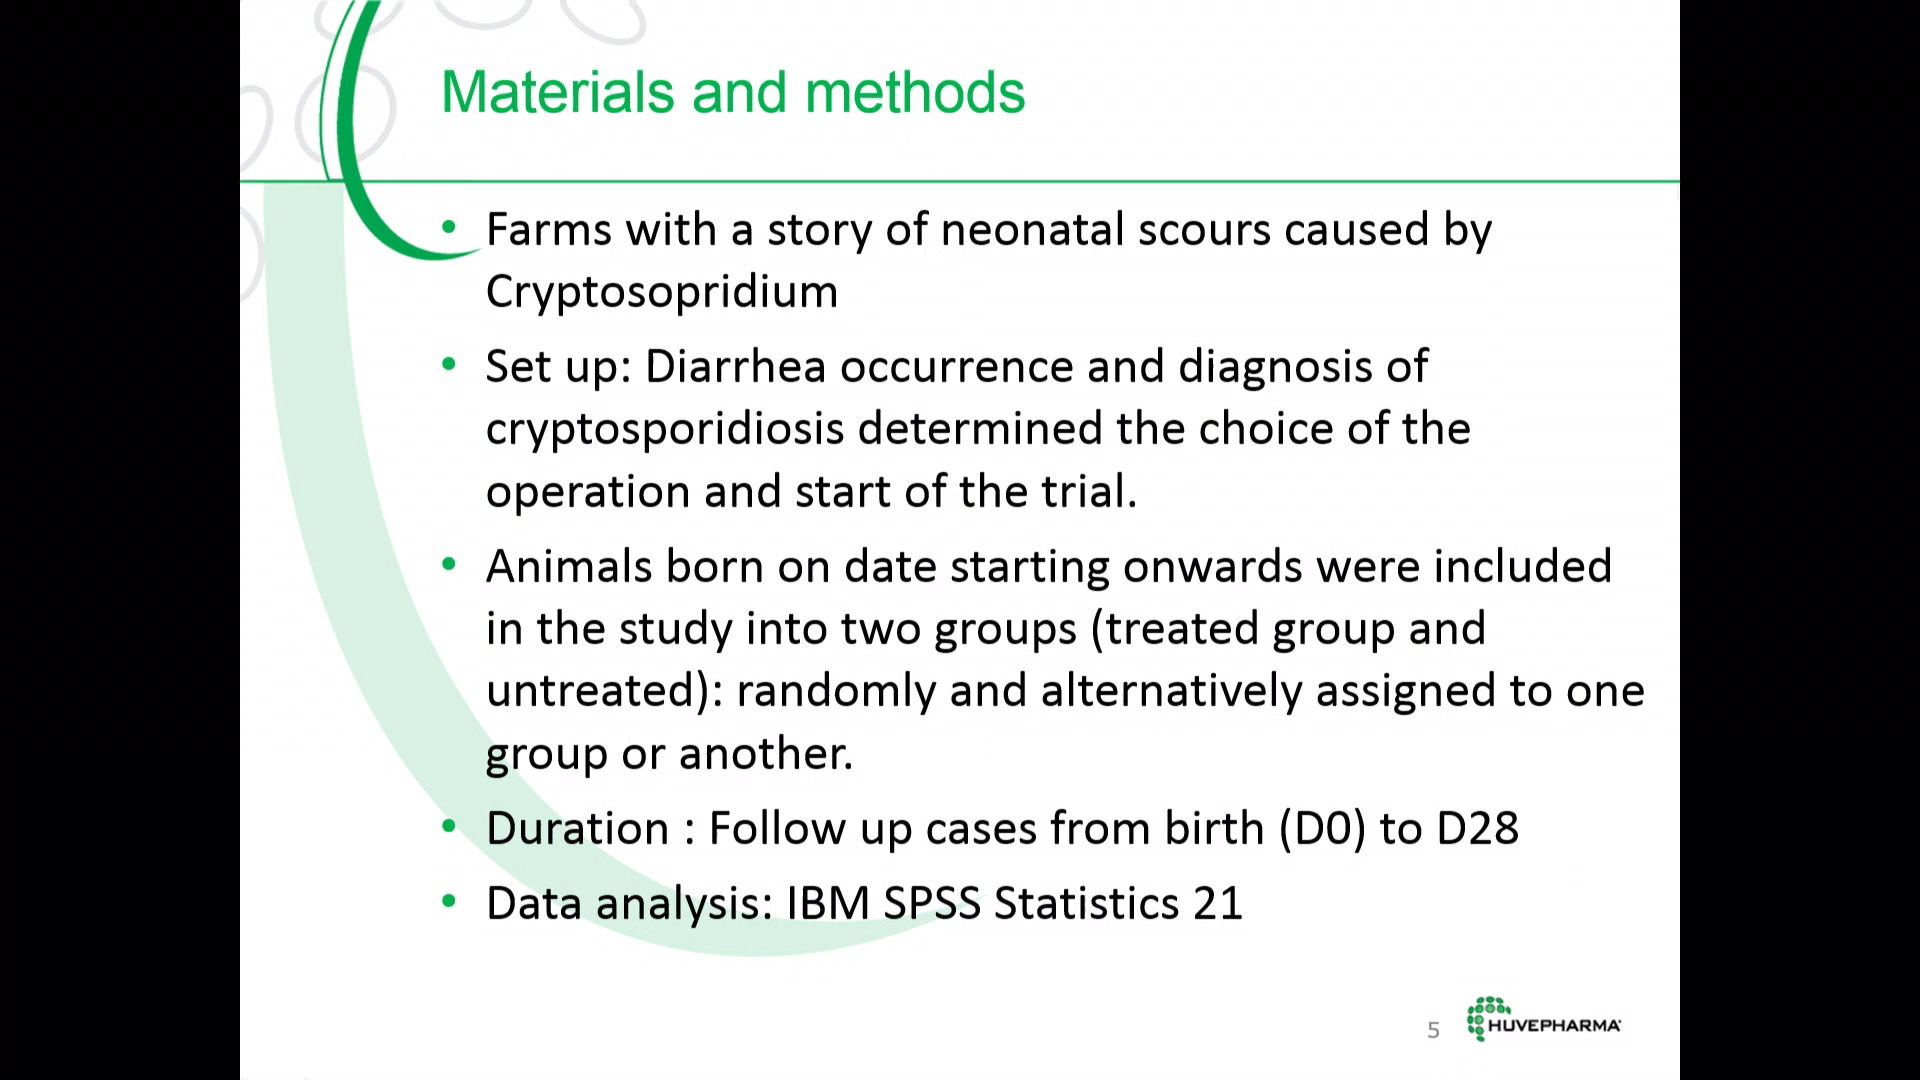 Materials and methods
• Farms with a story of neonatal scours caused by
Cryptosopridium
• Set up: Diarrhea occurrence and diagnosis of
cryptosporidiosis determined the choice of the
operation and start of the trial.
• Animals born on date starting onwards were included
in the study into two groups (treated group and
untreated): randomly and alternatively assigned to one
group or another.
• Duration : Follow up cases from birth (D0) to D28
• Data analysis: IBM SPSS Statistics 21
5
HUVEPHARMA